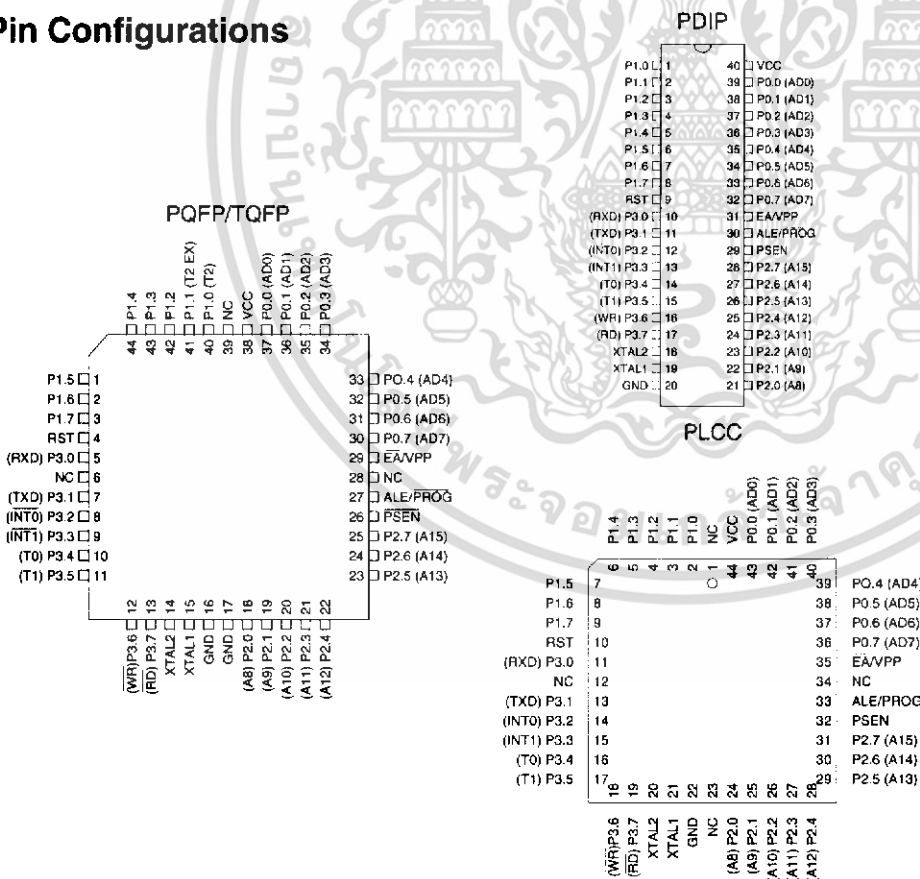 Pin Configurations
PDIP
P1.0 1 40 VCC
P1.1 2 39 P0.0 (AD0)
P1.2 3 38 P0.1 (AD1)
P1.3 4 37 P0.2 (AD2)
P1.4 5 36 P0.3 (AD3)
P1.5 6 35 P0.4 (AD4)
P1.6 7 34 P0.5 (AD5)
P1.7 8 33 P0.6 (AD6)
RST 9 32 P0.7 (AD7)
(RXD) P3.0 10 31 EA/VPP
(TXD) P3.1 11 30 ALE/PROG
(INT0) P3.2 12 29 PSEN
(INT1) P3.3 13 28 P2.7 (A15)
(T0) P3.4 14 27 P2.6 (A14)
(T1) P3.5 15 26 P2.5 (A13)
(WR) P3.6 16 25 P2.4 (A12)
(RD) P3.7 17 24 P2.3 (A11)
XTAL2 18 23 P2.2 (A10)
XTAL1 19 22 P2.1 (A9)
GND 20 21 P2.0 (A8)
PQFP/TQFP
P1.4 P1.3 P1.2 P1.1 (T2 EX) P1.0 (T2) NC VCC P0.0 (AD0) P0.1 (AD1) P0.2 (AD2) P0.3 (AD3)
44 43 42 41 40 39 38 37 36 35 34
P1.5 1 33 P0.4 (AD4)
P1.6 2 32 P0.5 (AD5)
P1.7 3 31 P0.6 (AD6)
RST 4 30 P0.7 (AD7)
(RXD) P3.0 5 29 EA/VPP
NC 6 28 NC
(TXD) P3.1 7 27 ALE/PROG
(INT0) P3.2 8 26 PSEN
(INT1) P3.3 9 25 P2.7 (A15)
(T0) P3.4 10 24 P2.6 (A14)
(T1) P3.5 11 23 P2.5 (A13)
12 13 14 15 16 17 18 19 20 21 22
(WR)P3.6 (RD) P3.7 XTAL2 XTAL1 GND GND (A8) P2.0 (A9) P2.1 (A10) P2.2 (A11) P2.3 (A12) P2.4
PLCC
P1.4 P1.3 P1.2 P1.1 P1.0 NC VCC P0.0 (AD0) P0.1 (AD1) P0.2 (AD2) P0.3 (AD3)
6 5 4 3 2 1 44 43 42 41 40
P1.5 7 39 P0.4 (AD4)
P1.6 8 38 P0.5 (AD5)
P1.7 9 37 P0.6 (AD6)
RST 10 36 P0.7 (AD7)
(RXD) P3.0 11 35 EA/VPP
NC 12 34 NC
(TXD) P3.1 13 33 ALE/PROG
(INT0) P3.2 14 32 PSEN
(INT1) P3.3 15 31 P2.7 (A15)
(T0) P3.4 16 30 P2.6 (A14)
(T1) P3.5 17 29 P2.5 (A13)
18 19 20 21 22 23 24 25 26 27 28
(WR)P3.6 (RD) P3.7 XTAL2 XTAL1 GND NC (A8) P2.0 (A9) P2.1 (A10) P2.2 (A11) P2.3 (A12) P2.4